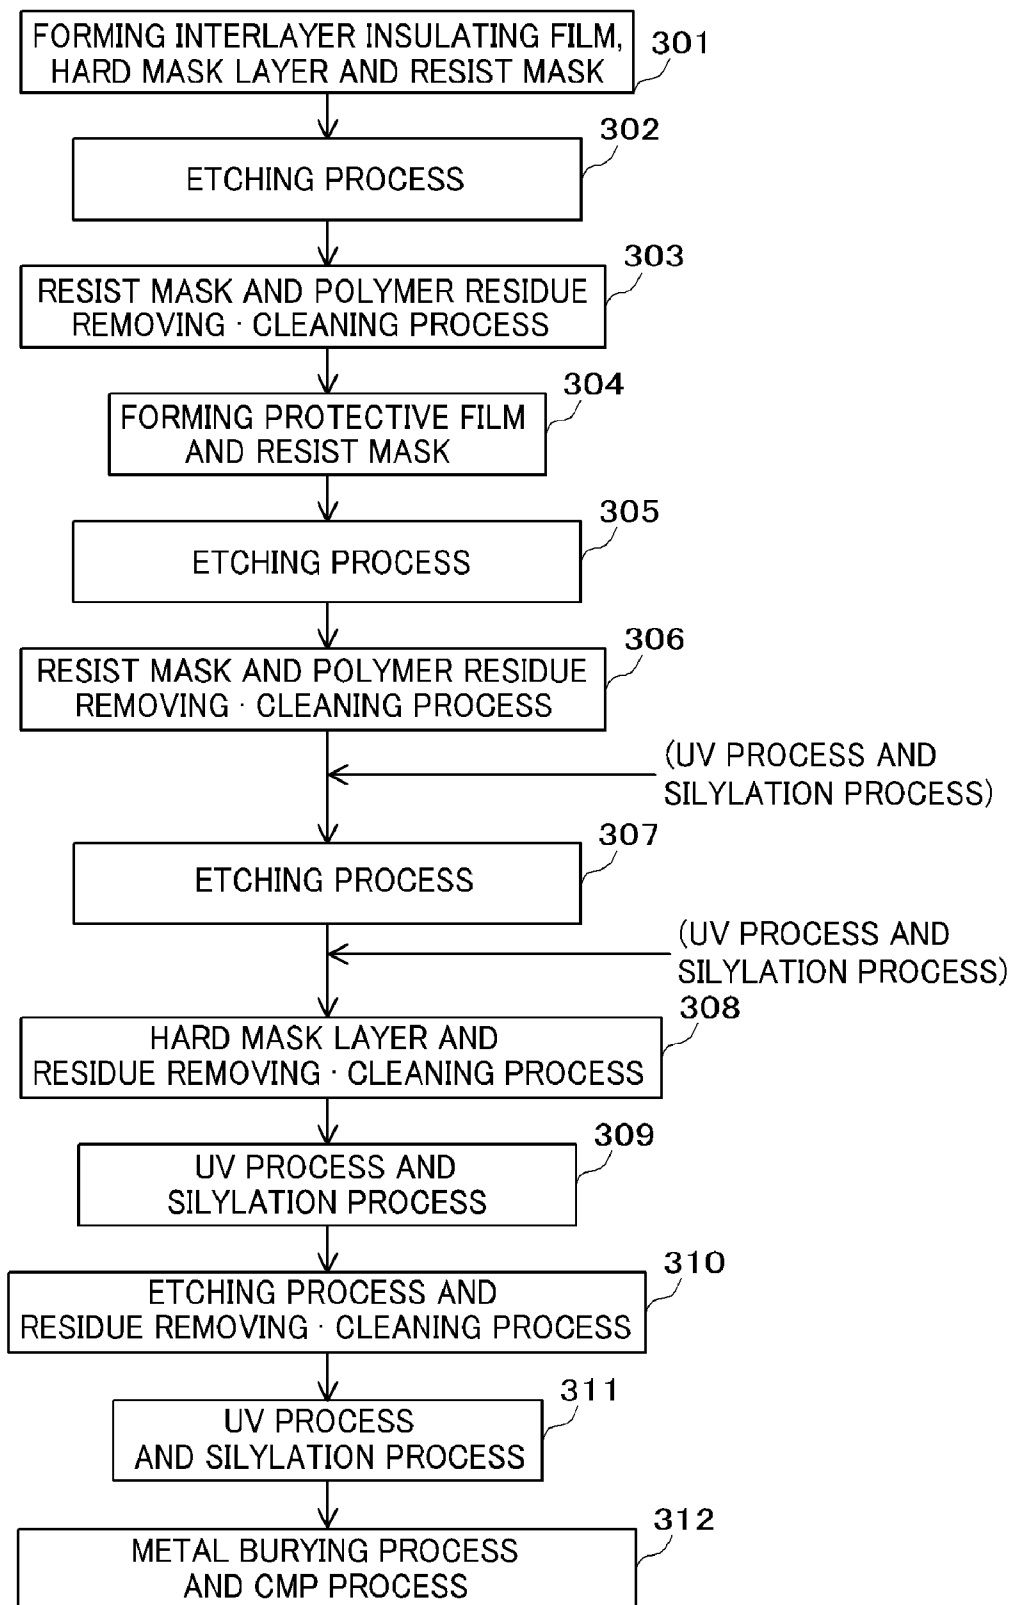 FORMING INTERLAYER INSULATING FILM,
HARD MASK LAYER AND RESIST MASK
301
302
ETCHING PROCESS
303
RESIST MASK AND POLYMER RESIDUE
REMOVING · CLEANING PROCESS
304
FORMING PROTECTIVE FILM
AND RESIST MASK
305
ETCHING PROCESS
306
RESIST MASK AND POLYMER RESIDUE
REMOVING · CLEANING PROCESS
(UV PROCESS AND
SILYLATION PROCESS)
307
ETCHING PROCESS
(UV PROCESS AND
SILYLATION PROCESS)
308
HARD MASK LAYER AND
RESIDUE REMOVING · CLEANING PROCESS
309
UV PROCESS AND
SILYLATION PROCESS
310
ETCHING PROCESS AND
RESIDUE REMOVING · CLEANING PROCESS
311
UV PROCESS
AND SILYLATION PROCESS
312
METAL BURYING PROCESS
AND CMP PROCESS